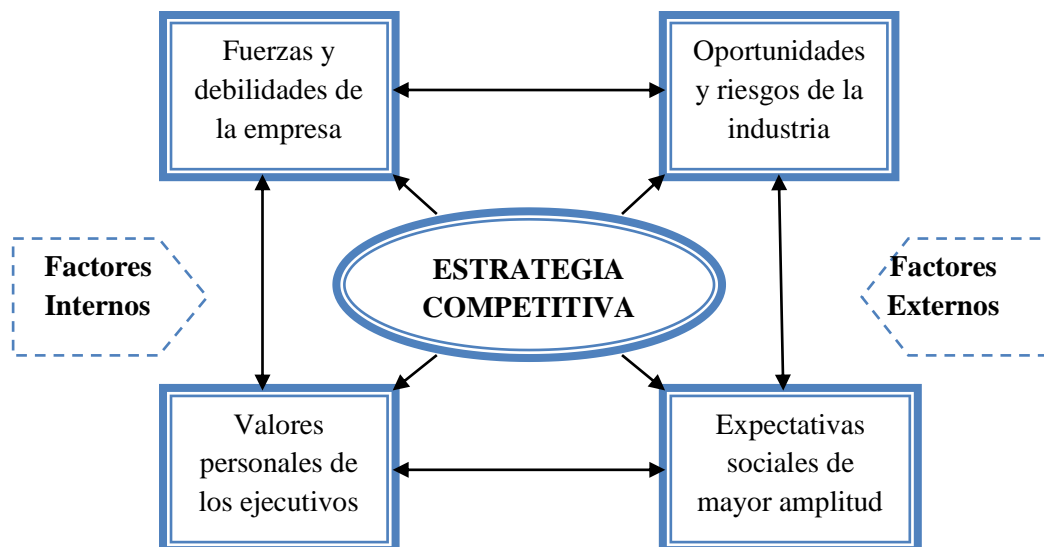 Fuerzas y
debilidades de
la empresa
Oportunidades
y riesgos de la
industria
Factores
Internos
ESTRATEGIA
COMPETITIVA
Factores
Externos
Valores
personales de
los ejecutivos
Expectativas
sociales de
mayor amplitud